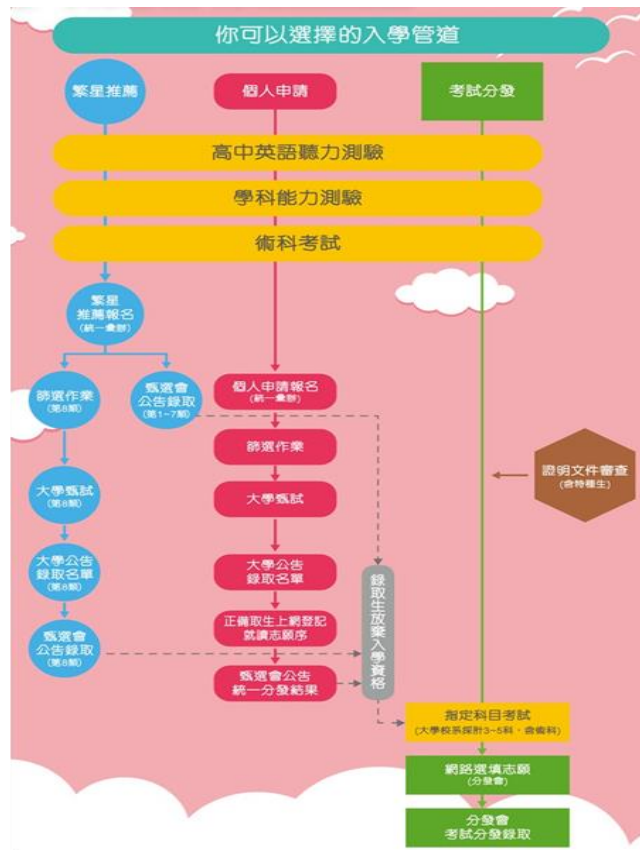 你可以選擇的入學管道
繁星推薦
個人申請
考試分發
高中英語聽力測驗
學科能力測驗
術科考試
繁星
推薦報名
(統一彙辦)
篩選作業
(第8類)
甄選會
公告錄取
(第1~7類)
大學甄試
(第8類)
大學公告
錄取名單
(第8類)
甄選會
公告錄取
(第8類)
個人申請報名
(統一彙辦)
篩選作業
大學甄試
大學公告
錄取名單
正備取生上網登記
就讀志願序
甄選會公告
統一分發結果
錄取生放棄入學資格
證明文件審查
(含特種生)
指定科目考試
(大學校系採計3~5科，含術科)
網路選填志願
(分發會)
分發會
考試分發錄取